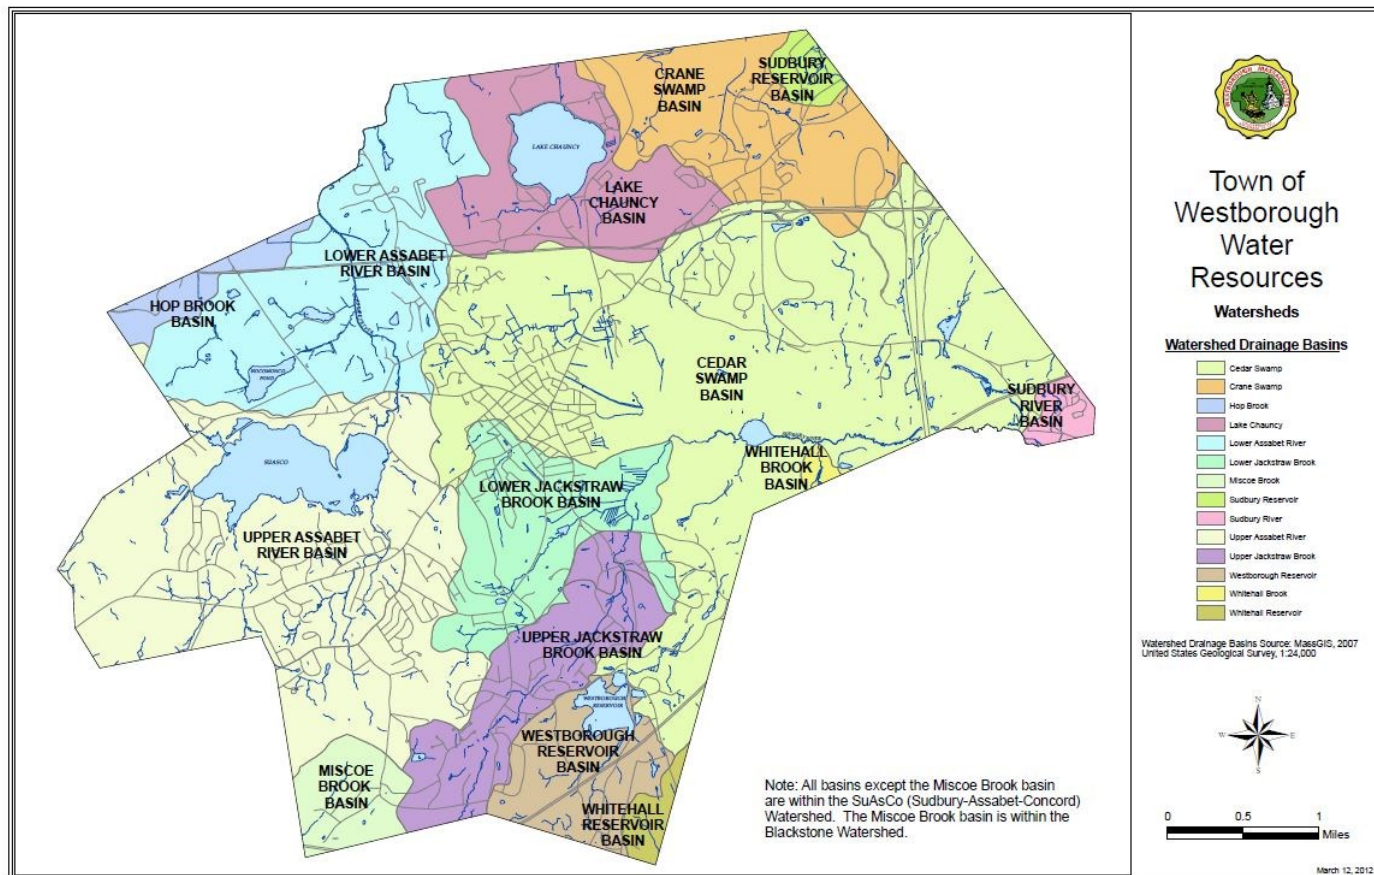 CRANE
SWAMP
BASIN
SUDBURY
RESERVOIR
BASIN
LAKE CHAUNCY
LAKE
CHAUNCY
BASIN
LOWER ASSABET
RIVER BASIN
HOP BROOK
BASIN
HOCOMONCO
POND
CEDAR
SWAMP
BASIN
SUDBURY
RIVER
BASIN
SUASCO
WHITEHALL
BROOK
BASIN
LOWER JACKSTRAW
BROOK BASIN
UPPER ASSABET
RIVER BASIN
UPPER JACKSTRAW
BROOK BASIN
WESTBOROUGH
RESERVOIR
WESTBOROUGH
RESERVOIR
BASIN
MISCOE
BROOK
BASIN
WHITEHALL
RESERVOIR
BASIN
Note: All basins except the Miscoe Brook basin
are within the SuAsCo (Sudbury-Assabet-Concord)
Watershed. The Miscoe Brook basin is within the
Blackstone Watershed.
Town of
Westborough
Water
Resources
Watersheds
Watershed Drainage Basins
Cedar Swamp
Crane Swamp
Hop Brook
Lake Chauncy
Lower Assabet River
Lower Jackstraw Brook
Miscoe Brook
Sudbury Reservoir
Sudbury River
Upper Assabet River
Upper Jackstraw Brook
Westborough Reservoir
Whitehall Brook
Whitehall Reservoir
Watershed Drainage Basins Source: MassGIS, 2007
United States Geological Survey, 1:24,000
N
W E
S
0 0.5 1
Miles
March 12, 2012